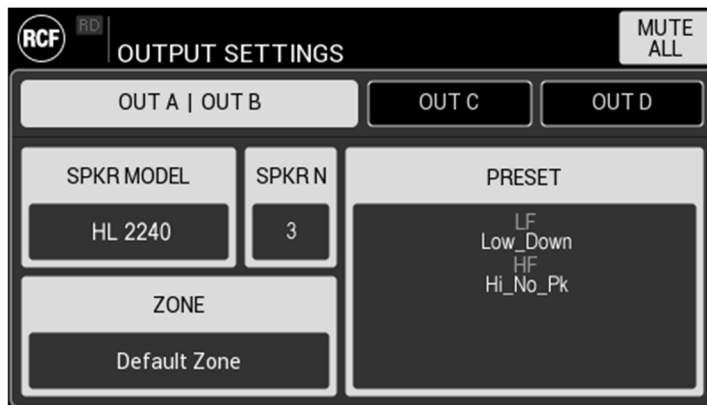 RCF
RD
OUTPUT SETTINGS
MUTE
ALL
OUT A | OUT B
OUT C
OUT D
SPKR MODEL
HL 2240
SPKR N
3
PRESET
LF
Low_Down
HF
Hi_No_Pk
ZONE
Default Zone